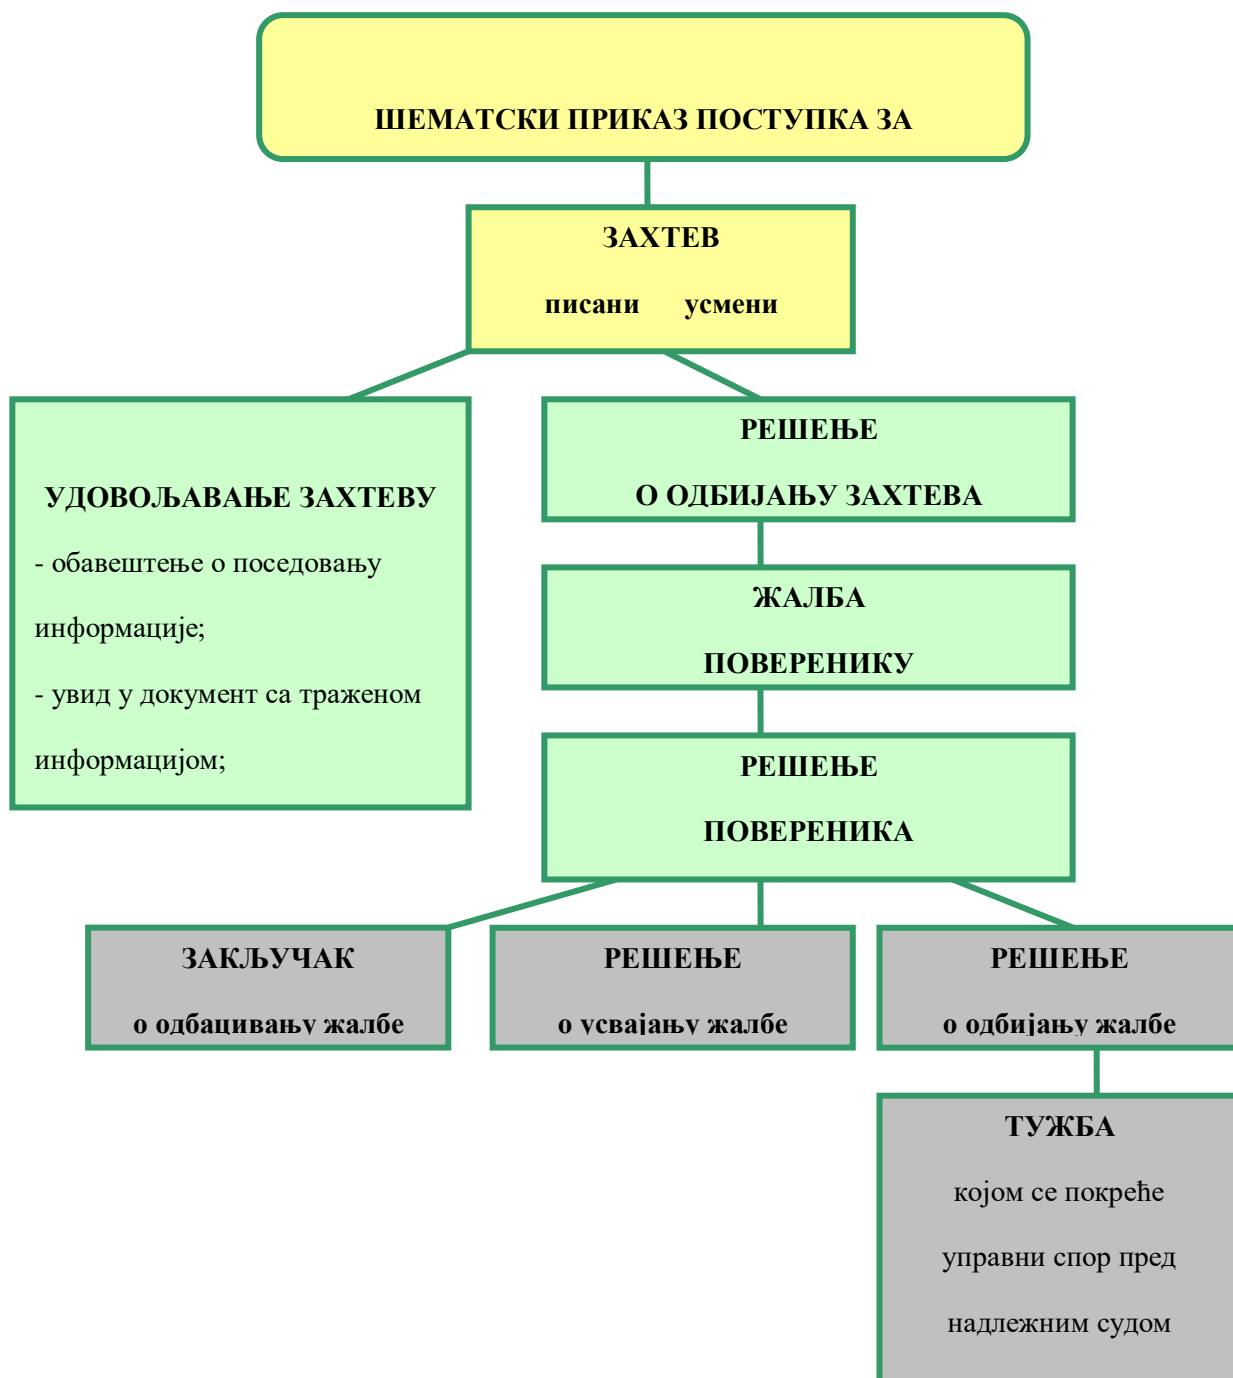 ШЕМАТСКИ ПРИКАЗ ПОСТУПКА ЗА
ЗАХТЕВ
писани усмени
УДОВОЉАВАЊЕ ЗАХТЕВУ
- обавештење о поседовању
информације;
- увид у документ са траженом
информацијом;
РЕШЕЊЕ
О ОДБИЈАЊУ ЗАХТЕВА
ЖАЛБА
ПОВЕРЕНИКУ
РЕШЕЊЕ
ПОВЕРЕНИКА
ЗАКЉУЧАК
о одбацивању жалбе
РЕШЕЊЕ
о усвајању жалбе
РЕШЕЊЕ
о одбијању жалбе
ТУЖБА
којом се покреће
управни спор пред
надлежним судом